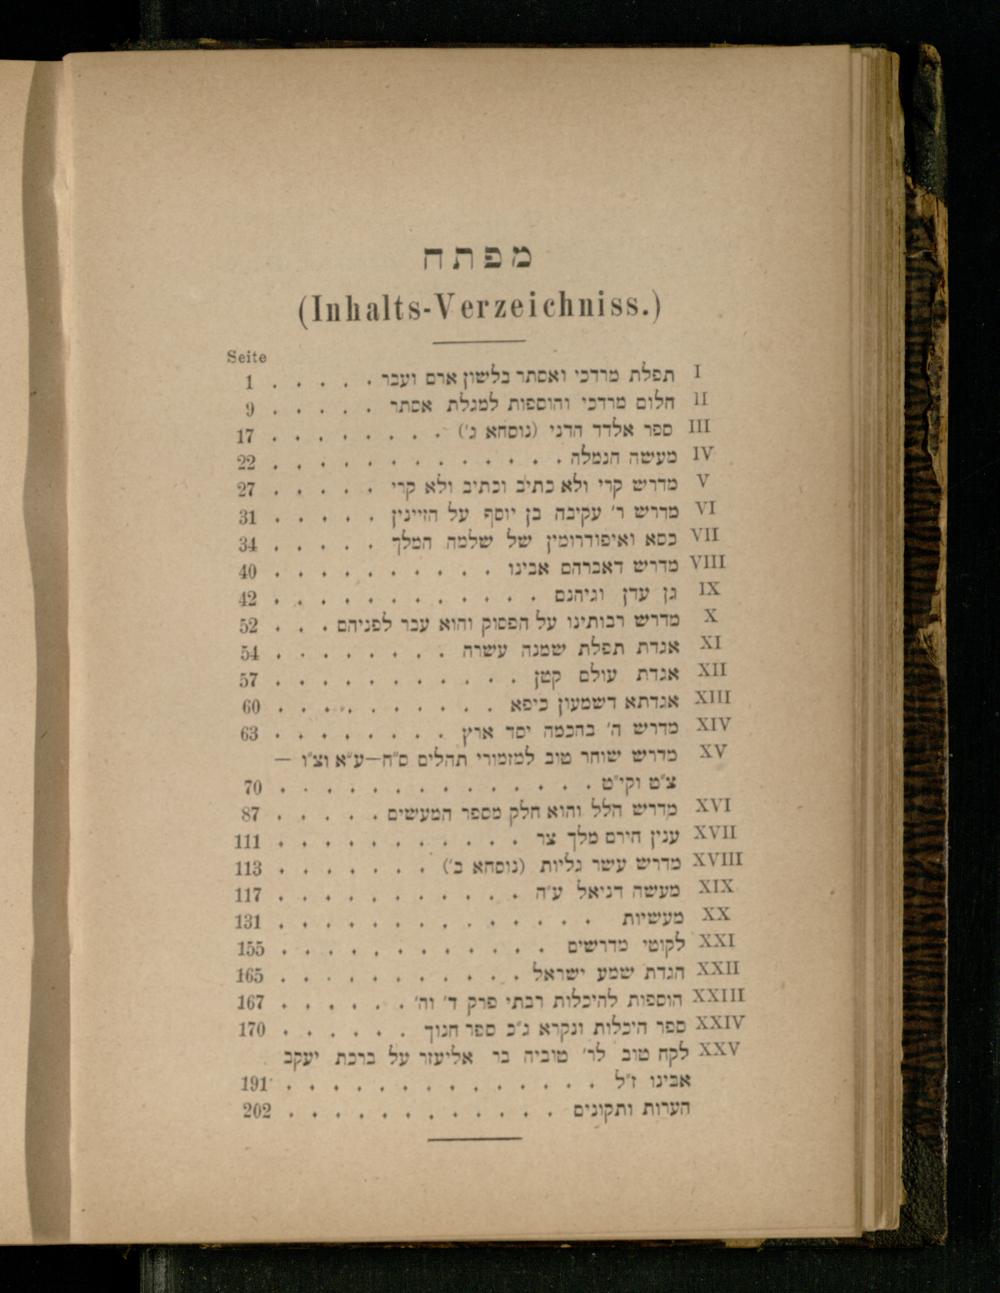 מפתח
(Inhalts-Verzeichniss.)
Seite
I תפלת מרדכי ואסתר בלשון ארם ועבר . . . . . 1
II חלום מרדכי והוספות למגלת אסתר . . . . . 9
III ספר אלדד הדני (נוסחא ג׳) . . . . . . . . 17
IV מעשה הנמלה . . . . . . . . . . . . . 22
V מדרש קרי ולא כתיב וכתיב ולא קרי . . . . . 27
VI מדרש ר׳ עקיבה בן יוסף על הזיינין . . . . . 31
VII כסא ואיפודרומין של שלמה המלך . . . . . 34
VIII מדרש דאברהם אבינו . . . . . . . . . . 40
IX גן עדן וגיהנם . . . . . . . . . . . . 42
X מדרש רבותינו על הפסוק והוא עבר לפניהם . . . 52
XI אגדת תפלת שמנה עשרה . . . . . . . . 54
XII אגדת עולם קטן . . . . . . . . . . . 57
XIII אגדתא דשמעון כיפא . . . . . . . . . . 60
XIV מדרש ה׳ בחכמה יסד ארץ . . . . . . . . 63
XV מדרש שוחר טוב למזמורי תהלים ס״ח—ע״א וצ״ו —
צ״ט וקי״ט . . . . . . . . . . . . . . 70
XVI מדרש הלל והוא חלק מספר המעשים . . . . . 87
XVII ענין חירם מלך צר . . . . . . . . . . . 111
XVIII מדרש עשר גליות (נוסחא ב׳) . . . . . . . 113
XIX מעשה דניאל ע״ה . . . . . . . . . . . 117
XX מעשיות . . . . . . . . . . . . . . 131
XXI לקוטי מדרשים . . . . . . . . . . . . 155
XXII הגדת שמע ישראל . . . . . . . . . . . 165
XXIII הוספות להיכלות רבתי פרק ד׳ וה׳ . . . . . . 167
XXIV ספר היכלות ונקרא ג״כ ספר חנוך . . . . . . 170
XXV לקח טוב לר׳ טוביה בר אליעזר על ברכת יעקב
אבינו ז״ל . . . . . . . . . . . . . . 191
הערות ותקונים . . . . . . . . . . . . 202